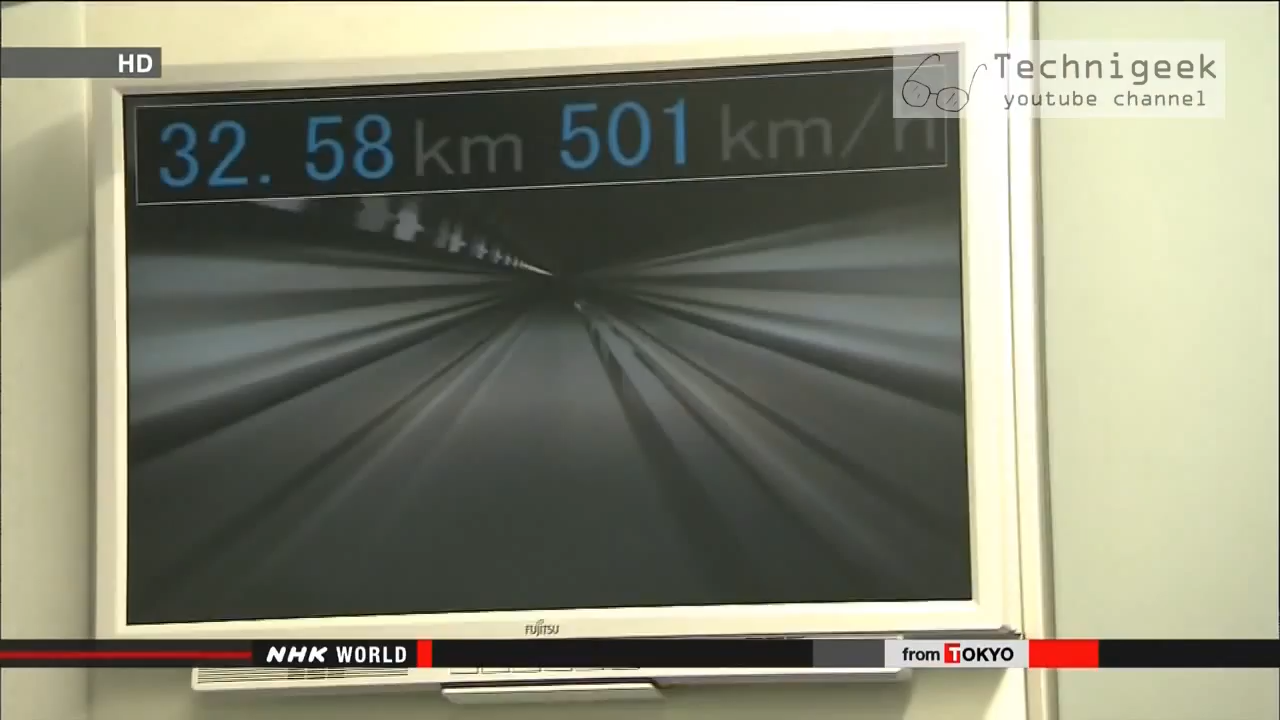 HD
Technigeek
youtube channel
32.58 km 501 km/h
FUJITSU
NHK WORLD
from TOKYO